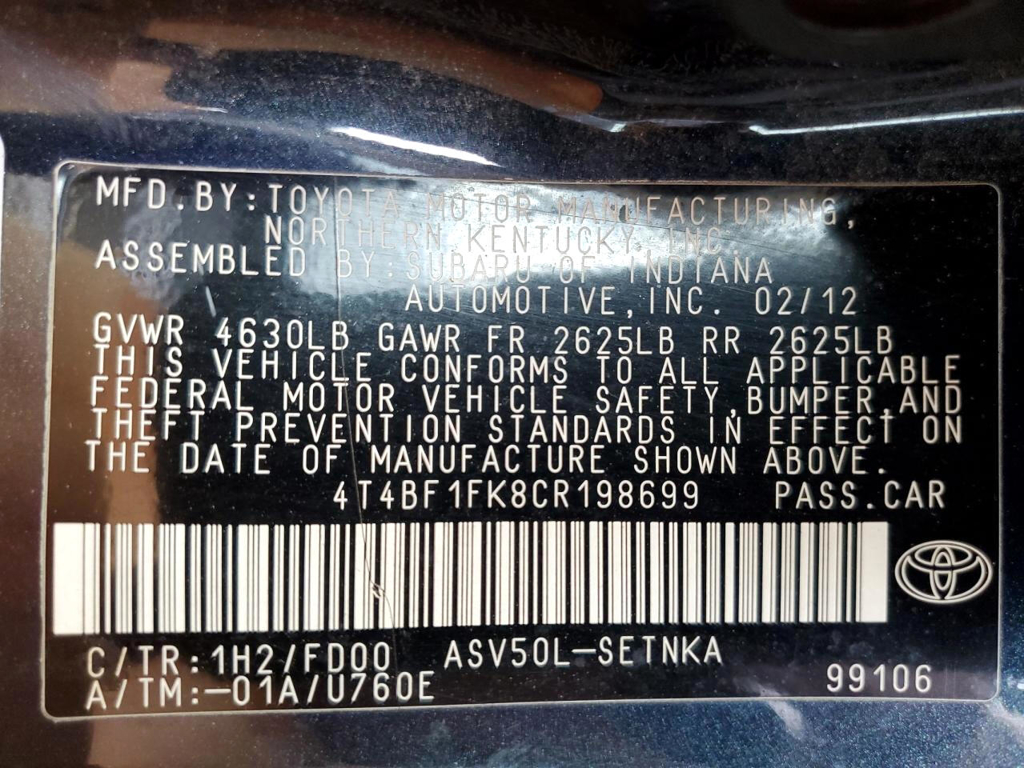 MFD.BY:TOYOTA MOTOR MANUFACTURING,
NORTHERN KENTUCKY,INC.
ASSEMBLED BY:SUBARU OF INDIANA
AUTOMOTIVE,INC. 02/12
GVWR 4630LB GAWR FR 2625LB RR 2625LB
THIS VEHICLE CONFORMS TO ALL APPLICABLE
FEDERAL MOTOR VEHICLE SAFETY,BUMPER,AND
THEFT PREVENTION STANDARDS IN EFFECT ON
THE DATE OF MANUFACTURE SHOWN ABOVE.
4T4BF1FK8CR198699 PASS.CAR
C/TR:1H2/FD00 ASV50L-SETNKA
A/TM:-01A/U760E 99106